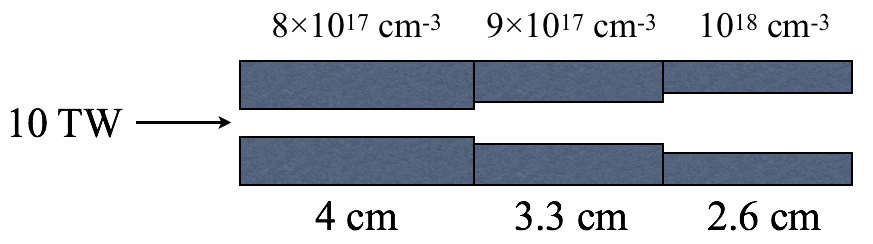 8×10¹⁷ cm⁻³ 9×10¹⁷ cm⁻³ 10¹⁸ cm⁻³
10 TW
4 cm 3.3 cm 2.6 cm